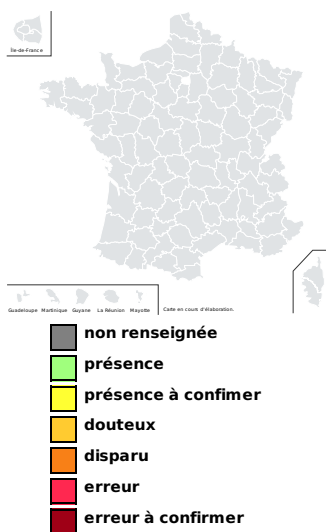 Île-de-France
Guadeloupe Martinique Guyane La Réunion Mayotte Carte en cours d'élaboration.
non renseignée
présence
présence à confimer
douteux
disparu
erreur
erreur à confirmer